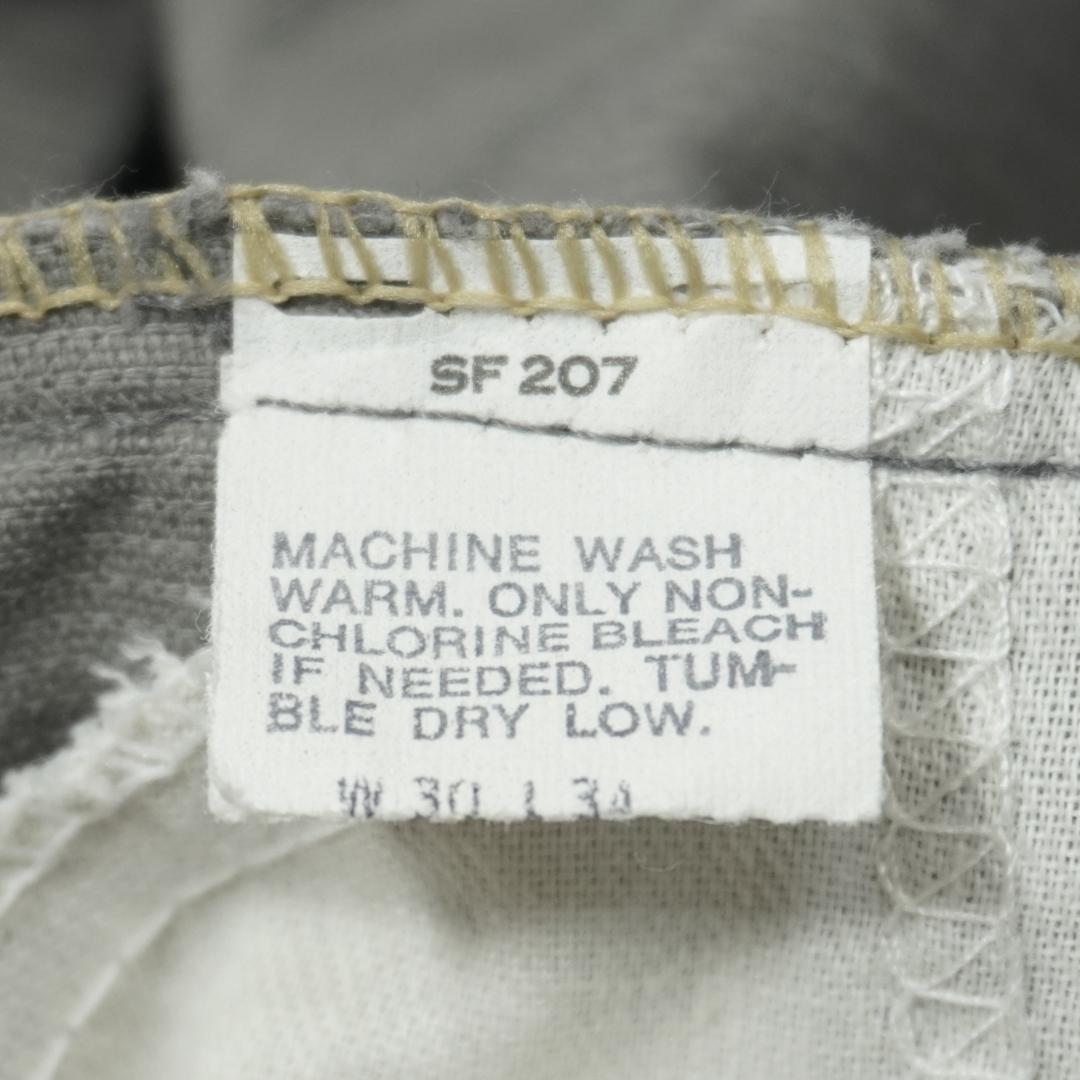 SF 207
MACHINE WASH
WARM. ONLY NON-
CHLORINE BLEACH
IF NEEDED. TUM-
BLE DRY LOW.
W 30 L 34